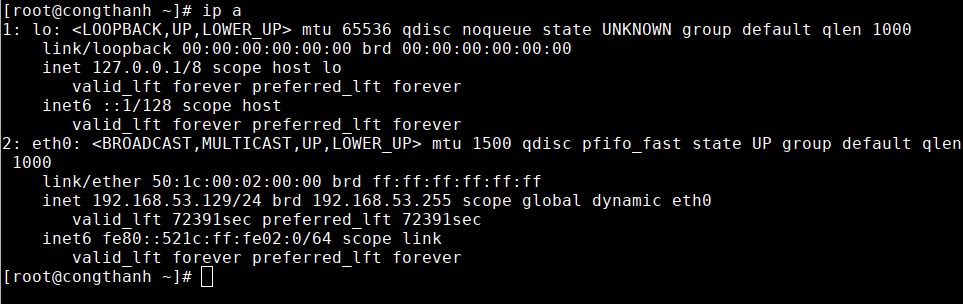 [root@congthanh ~]# ip a
1: lo: <LOOPBACK,UP,LOWER_UP> mtu 65536 qdisc noqueue state UNKNOWN group default qlen 1000
    link/loopback 00:00:00:00:00:00 brd 00:00:00:00:00:00
    inet 127.0.0.1/8 scope host lo
       valid_lft forever preferred_lft forever
    inet6 ::1/128 scope host
       valid_lft forever preferred_lft forever
2: eth0: <BROADCAST,MULTICAST,UP,LOWER_UP> mtu 1500 qdisc pfifo_fast state UP group default qlen
 1000
    link/ether 50:1c:00:02:00:00 brd ff:ff:ff:ff:ff:ff
    inet 192.168.53.129/24 brd 192.168.53.255 scope global dynamic eth0
       valid_lft 72391sec preferred_lft 72391sec
    inet6 fe80::521c:ff:fe02:0/64 scope link
       valid_lft forever preferred_lft forever
[root@congthanh ~]#